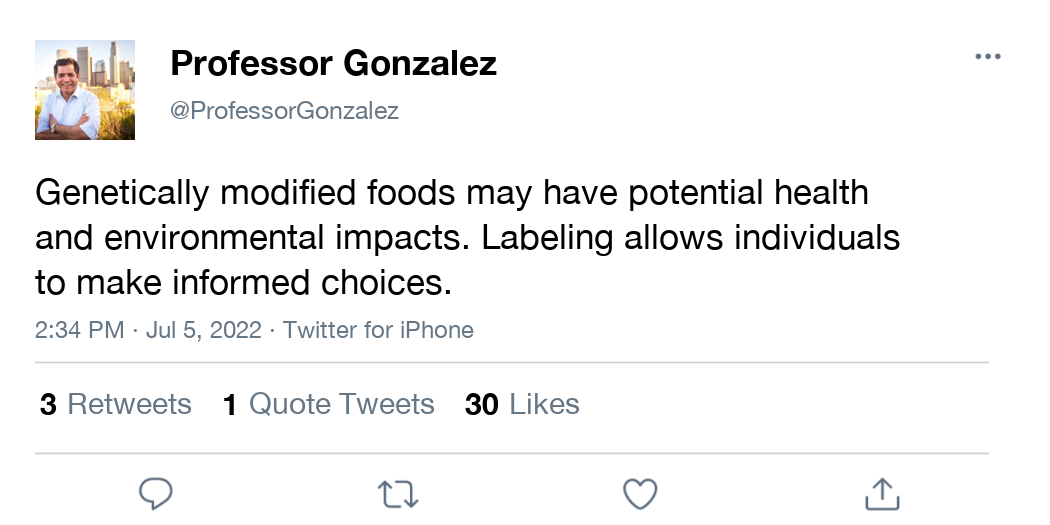 Professor Gonzalez
@ProfessorGonzalez
Genetically modified foods may have potential health
and environmental impacts. Labeling allows individuals
to make informed choices.
2:34 PM · Jul 5, 2022 · Twitter for iPhone
3 Retweets 1 Quote Tweets 30 Likes